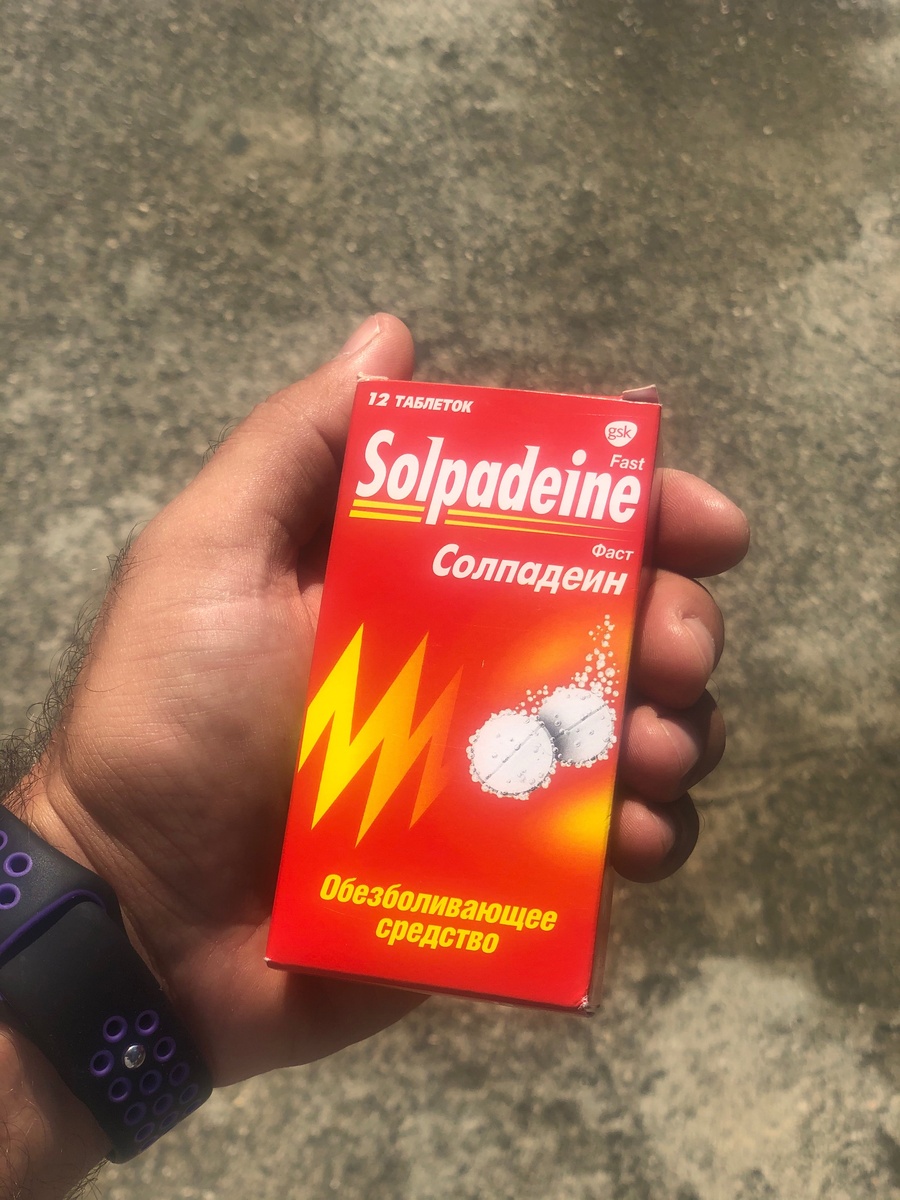 12 ТАБЛЕТОК
gsk
Fast
Solpadeine
Фаст
Солпадеин
Обезболивающее
средство